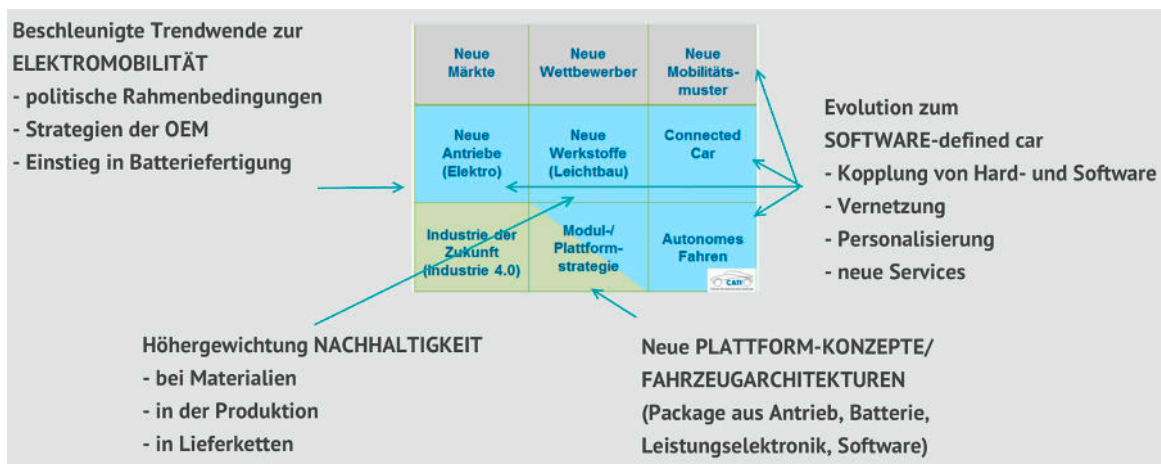 Beschleunigte Trendwende zur
ELEKTROMOBILITÄT
- politische Rahmenbedingungen
- Strategien der OEM
- Einstieg in Batteriefertigung
Neue
Märkte
Neue
Wettbewerber
Neue
Mobilitäts-
muster
Neue
Antriebe
(Elektro)
Neue
Werkstoffe
(Leichtbau)
Connected
Car
Industrie der
Zukunft
(Industrie 4.0)
Modul-/
Plattform-
strategie
Autonomes
Fahren
Evolution zum
SOFTWARE-defined car
- Kopplung von Hard- und Software
- Vernetzung
- Personalisierung
- neue Services
Höhergewichtung NACHHALTIGKEIT
- bei Materialien
- in der Produktion
- in Lieferketten
Neue PLATTFORM-KONZEPTE/
FAHRZEUGARCHITEKTUREN
(Package aus Antrieb, Batterie,
Leistungselektronik, Software)